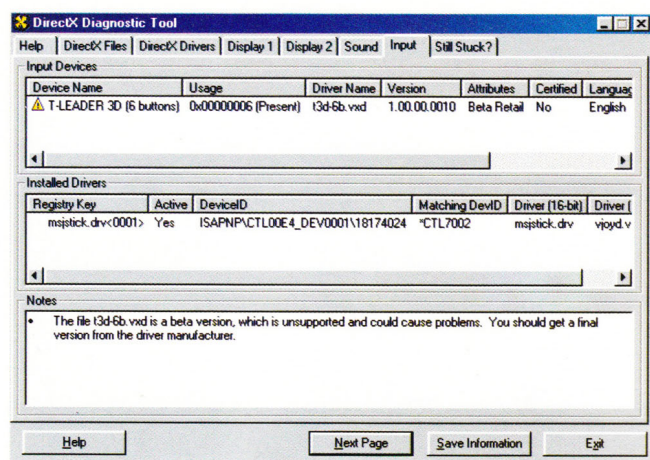 DirectX Diagnostic Tool
Help DirectX Files DirectX Drivers Display 1 Display 2 Sound Input Still Stuck?
Input Devices
Device Name Usage Driver Name Version Attributes Certified Languag
T-LEADER 3D (6 buttons) 0x00000006 (Present) t3d-6b.vxd 1.00.00.0010 Beta Retail No English
Installed Drivers
Registry Key Active DeviceID Matching DevID Driver (16-bit) Driver (
msjstick.drv<0001> Yes ISAPNP\CTL00E4_DEV0001\18174024 *CTL7002 msjstick.drv vjoyd.v
Notes
• The file t3d-6b.vxd is a beta version, which is unsupported and could cause problems. You should get a final
version from the driver manufacturer.
Help Next Page Save Information Exit